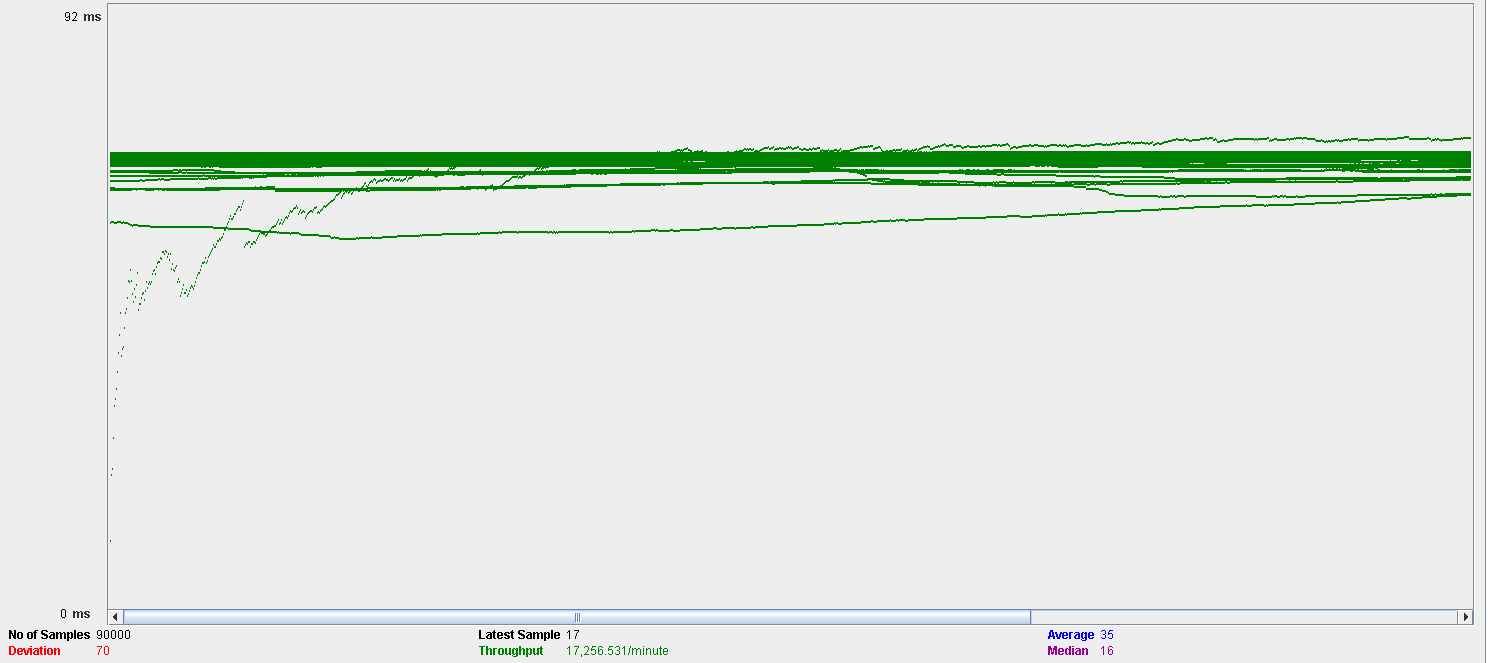 92 ms
0 ms
No of Samples 90000 Latest Sample 17 Average 35
Deviation 70 Throughput 17,256.531/minute Median 16